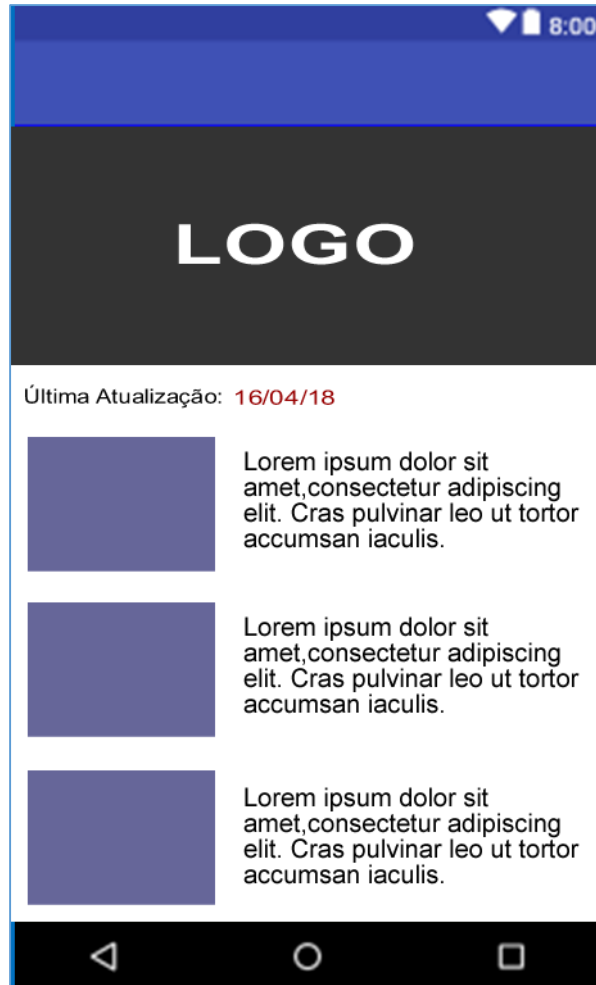 8:00
LOGO
Última Atualização: 16/04/18
Lorem ipsum dolor sit
amet,consectetur adipiscing
elit. Cras pulvinar leo ut tortor
accumsan iaculis.
Lorem ipsum dolor sit
amet,consectetur adipiscing
elit. Cras pulvinar leo ut tortor
accumsan iaculis.
Lorem ipsum dolor sit
amet,consectetur adipiscing
elit. Cras pulvinar leo ut tortor
accumsan iaculis.